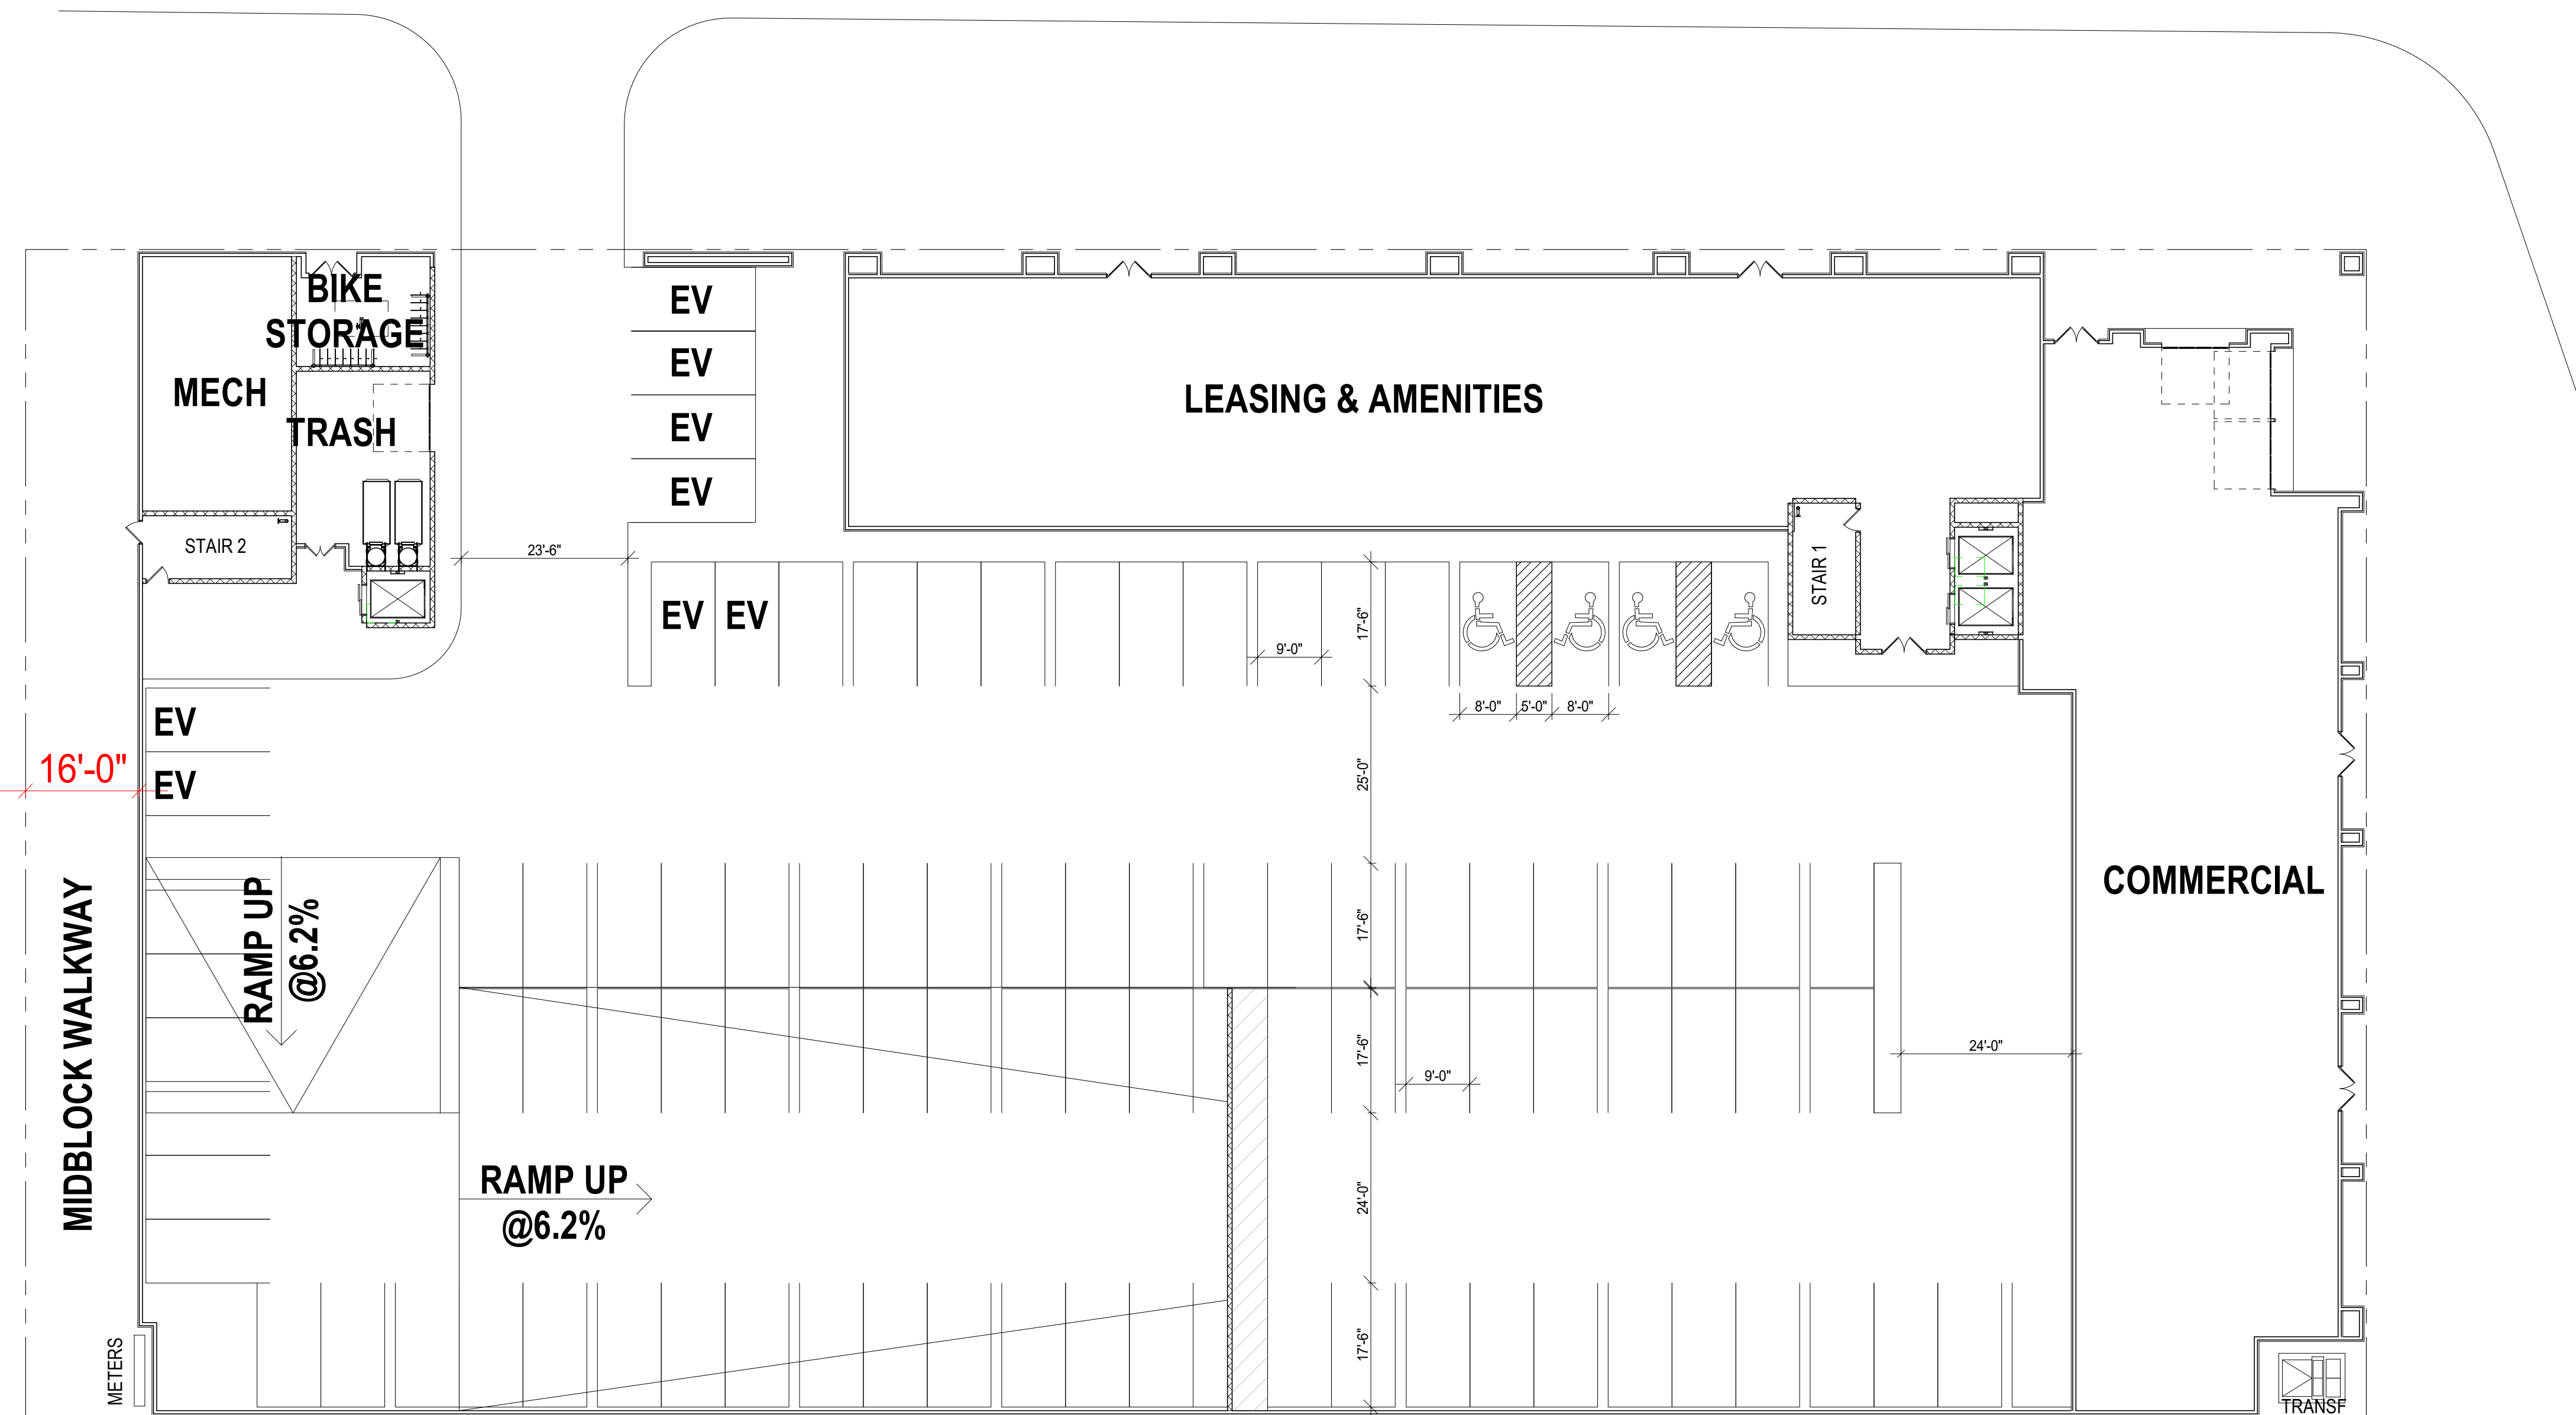 BIKE
STORAGE
MECH
TRASH
STAIR 2
EV
EV
EV
EV
LEASING & AMENITIES
23'-6"
EV
EV
17'-6"
9'-0"
STAIR 1
8'-0"
5'-0"
8'-0"
EV
EV
16'-0"
25'-0"
MIDBLOCK WALKWAY
RAMP UP
@6.2%
17'-6"
COMMERCIAL
17'-6"
9'-0"
24'-0"
RAMP UP
@6.2%
24'-0"
17'-6"
METERS
TRANSF